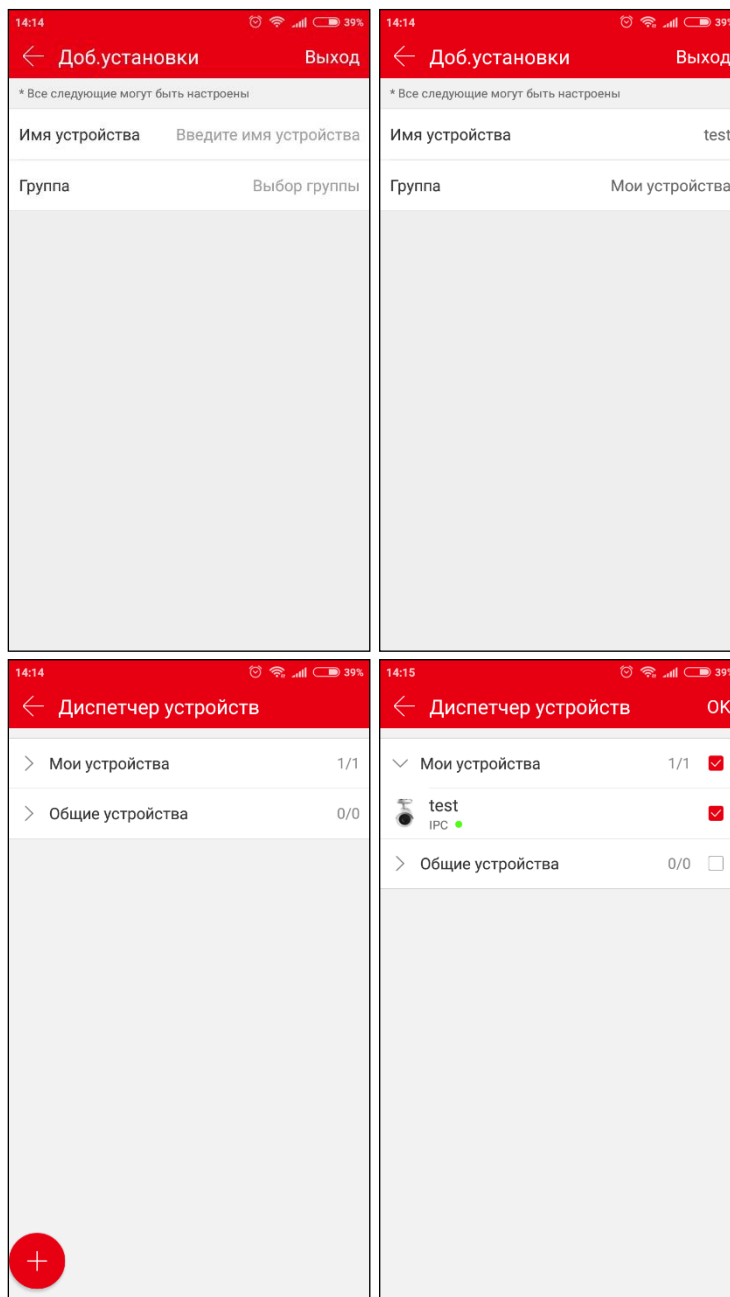 14:14 39%
Доб.установки Выход
* Все следующие могут быть настроены
Имя устройства Введите имя устройства
Группа Выбор группы
14:14 39%
Доб.установки Выход
* Все следующие могут быть настроены
Имя устройства test
Группа Мои устройства
14:14 39%
Диспетчер устройств
Мои устройства 1/1
Общие устройства 0/0
14:15 39%
Диспетчер устройств OK
Мои устройства 1/1
test
IPC
Общие устройства 0/0